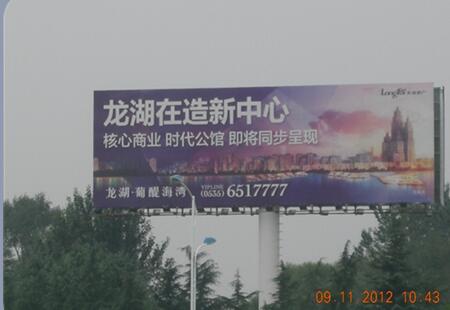 龙湖在造新中心
核心商业 时代公馆 即将同步呈现
龙湖·葡醍海湾 VIPLINE (0535) 6517777
09.11.2012 10:43